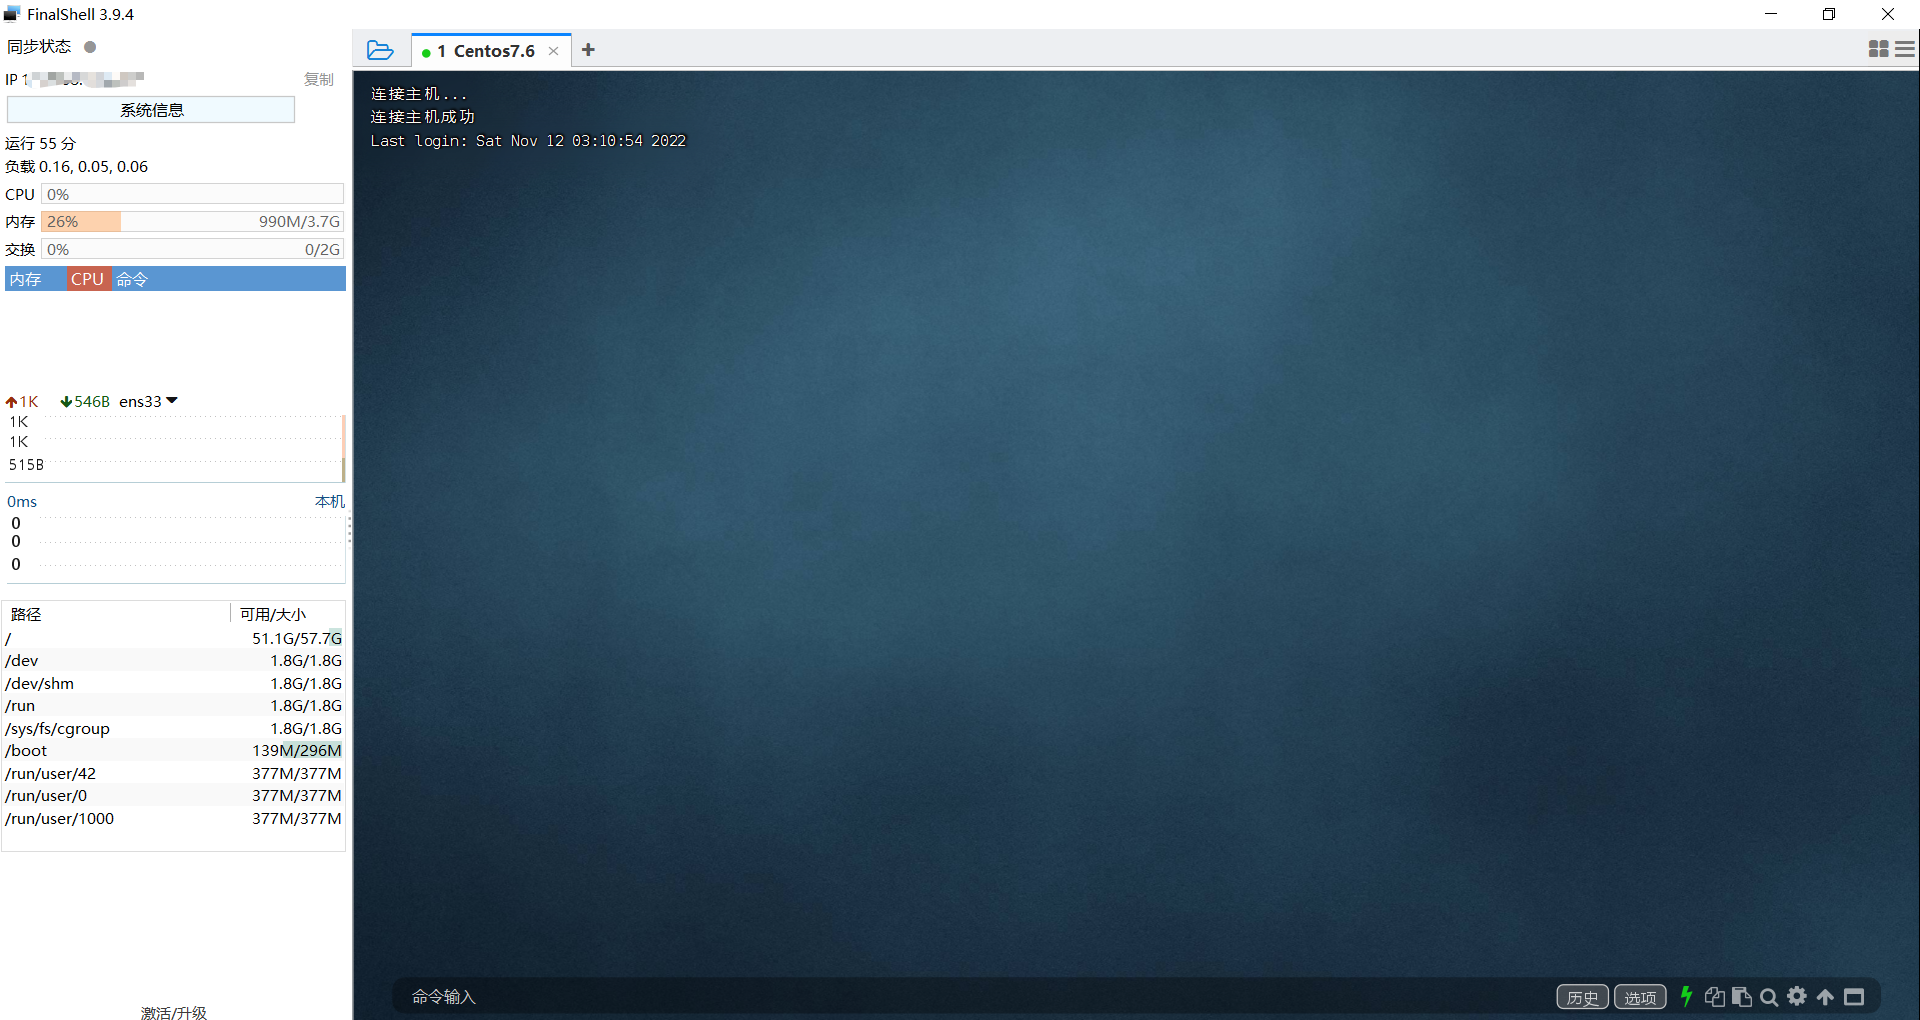 FinalShell 3.9.4
同步状态
IP 1
复制
系统信息
运行 55 分
负载 0.16, 0.05, 0.06
CPU 0%
内存 26% 990M/3.7G
交换 0% 0/2G
内存 CPU 命令
1K 546B ens33
1K
1K
515B
0ms 本机
0
0
0
路径 可用/大小
/ 51.1G/57.7G
/dev 1.8G/1.8G
/dev/shm 1.8G/1.8G
/run 1.8G/1.8G
/sys/fs/cgroup 1.8G/1.8G
/boot 139M/296M
/run/user/42 377M/377M
/run/user/0 377M/377M
/run/user/1000 377M/377M
激活/升级
1 Centos7.6
连接主机...
连接主机成功
Last login: Sat Nov 12 03:10:54 2022
命令输入
历史 选项